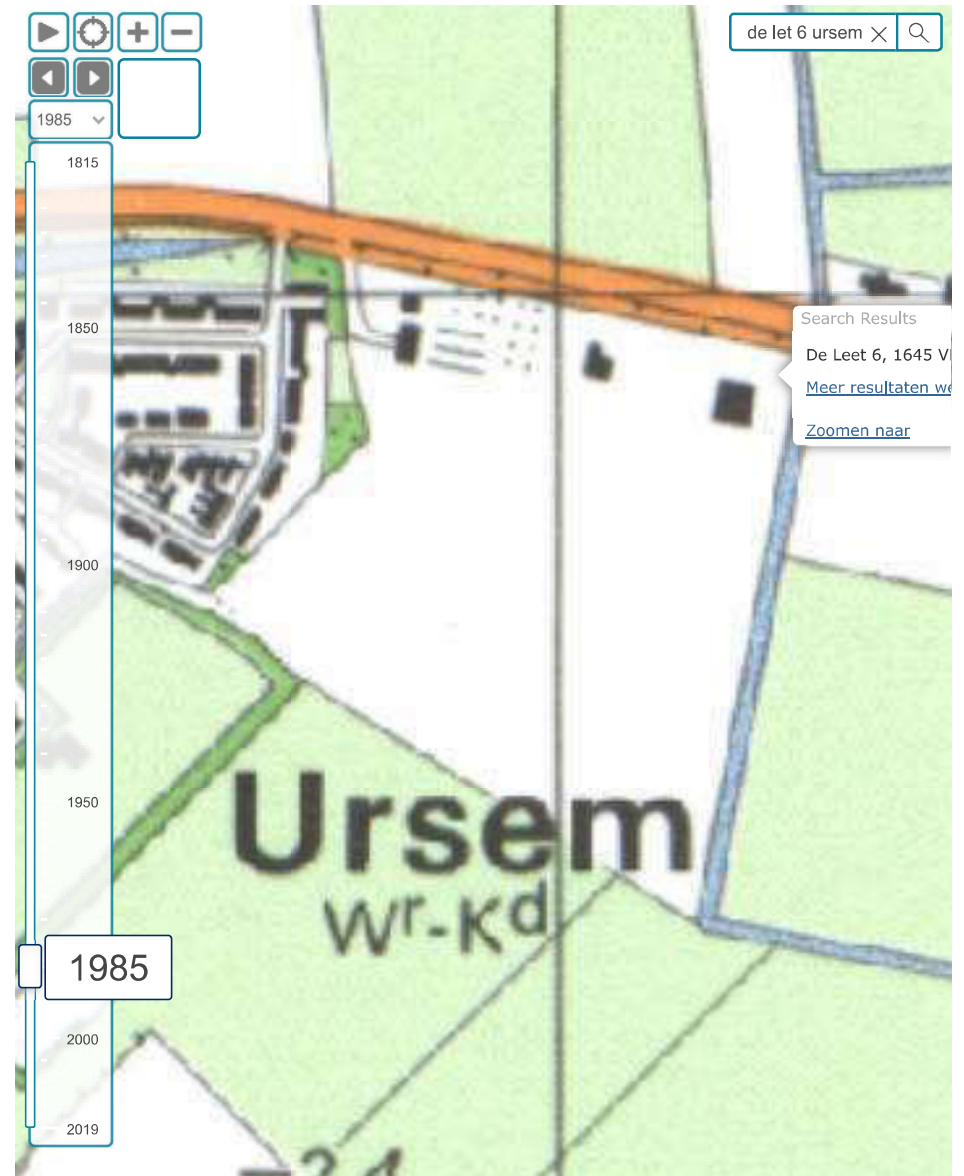 de let 6 ursem
1985
1815
1850
Search Results
De Leet 6, 1645
Meer resultaten
Zoomen naar
1900
1950
Ursem
Wr-Kd
1985
2000
2019